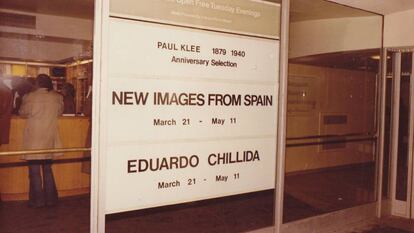 Open Free Tuesday Evenings
PAUL KLEE 1879 1940
Anniversary Selection
NEW IMAGES FROM SPAIN
March 21 - May 11
EDUARDO CHILLIDA
March 21 - May 11